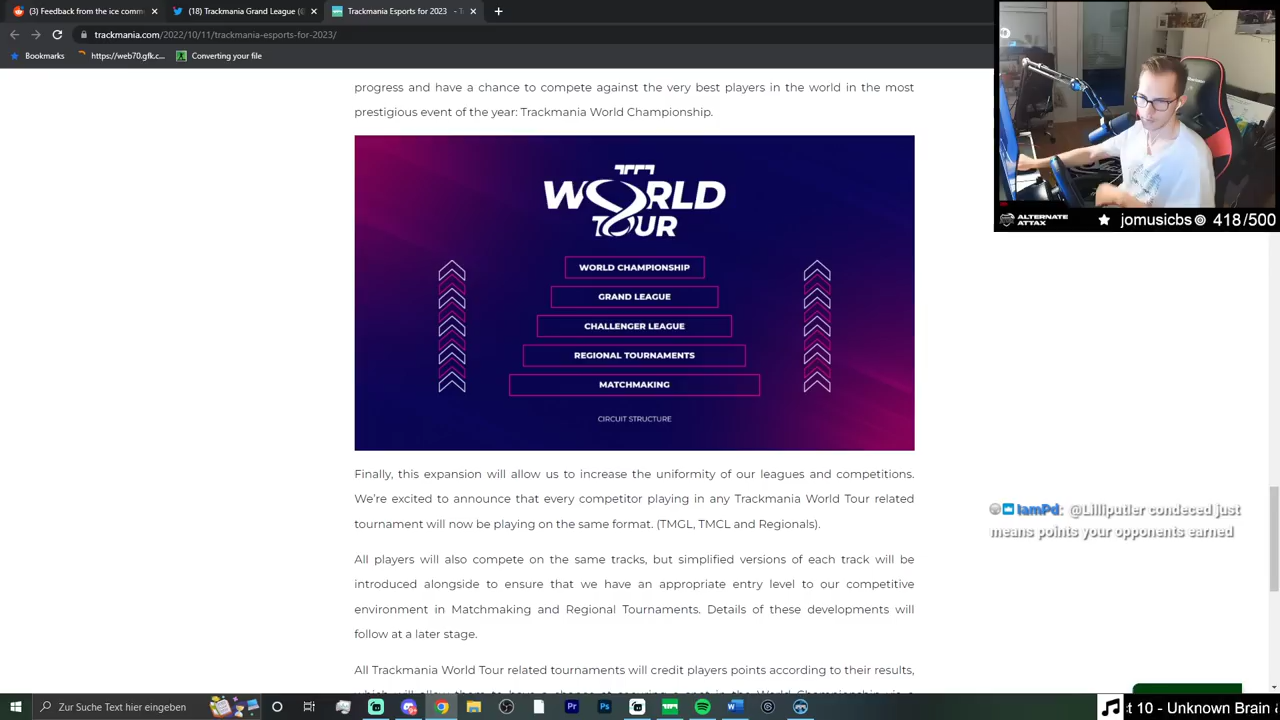 (3) Feedback from the ice comm
(18) Trackmania Grand League (
Trackmania Esports for 2023 -
trackmania.com/2022/10/11/trackmania-esports-for-2023/
Bookmarks
https://web70.gfk.c...
Converting your file
progress and have a chance to compete against the very best players in the world in the most
prestigious event of the year: Trackmania World Championship.
WORLD
TOUR
WORLD CHAMPIONSHIP
GRAND LEAGUE
CHALLENGER LEAGUE
REGIONAL TOURNAMENTS
MATCHMAKING
CIRCUIT STRUCTURE
Finally, this expansion will allow us to increase the uniformity of our leagues and competitions.
We're excited to announce that every competitor playing in any Trackmania World Tour related
tournament will now be playing on the same format. (TMGL, TMCL and Regionals).
All players will also compete on the same tracks, but simplified versions of each track will be
introduced alongside to ensure that we have an appropriate entry level to our competitive
environment in Matchmaking and Regional Tournaments. Details of these developments will
follow at a later stage.
All Trackmania World Tour related tournaments will credit players points according to their results,
ALTERNATE
ATTAX
jomusicbs 418/500
IamPd: @Lilliputler condeced just
means points your opponents earned
Zur Suche Text hier eingeben
t 10 - Unknown Brain